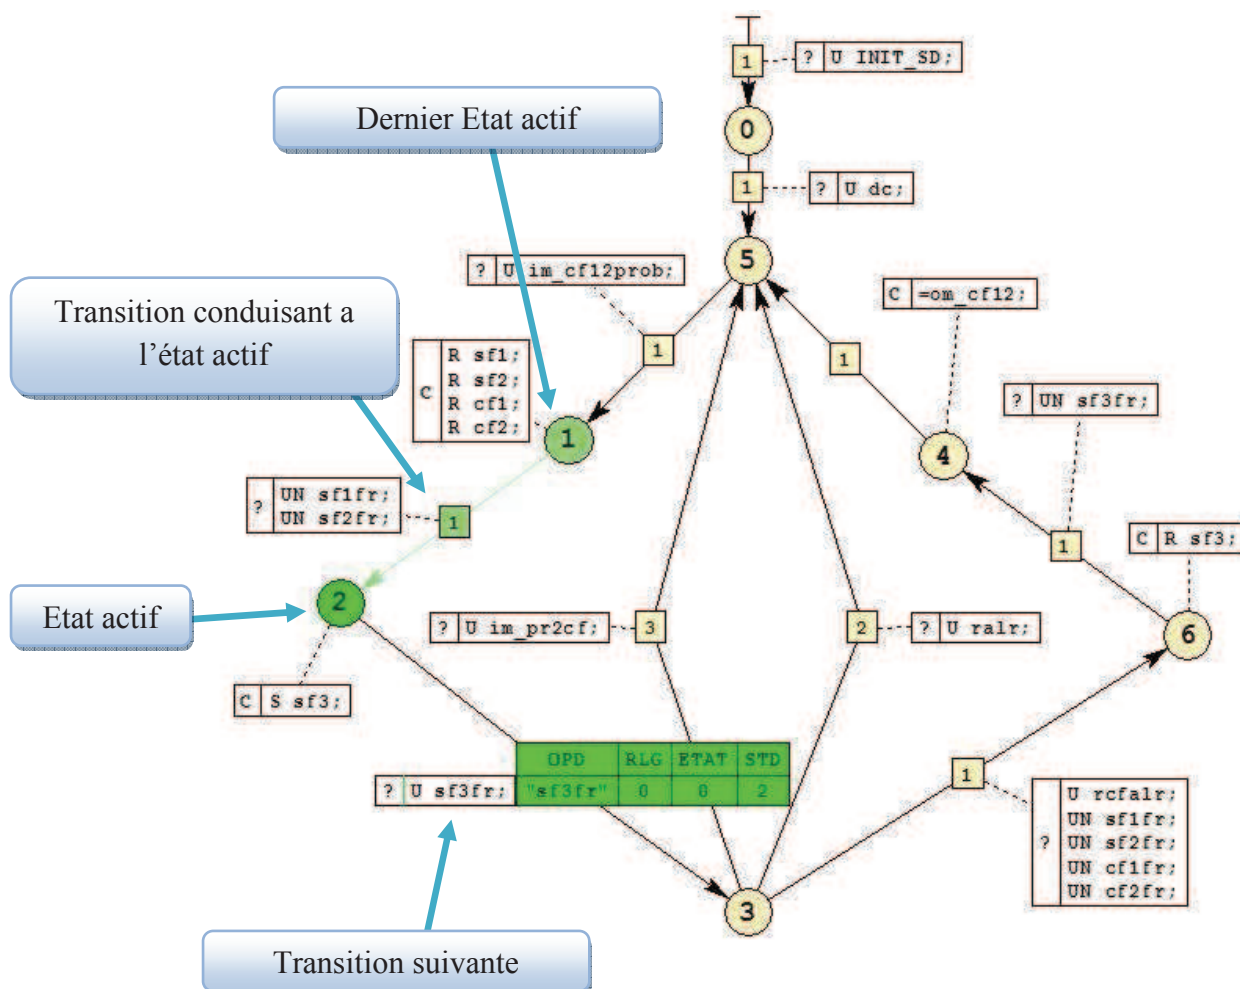 1
? U INIT_SD;
Dernier Etat actif
0
1
? U dc;
5
? U im_cf12prob;
C =om_cf12;
Transition conduisant a
l’état actif
1
1
C
R sf1;
R sf2;
R cf1;
R cf2;
? UN sf3fr;
1
4
?
UN sf1fr;
UN sf2fr;
1
1
C R sf3;
Etat actif
2
? U im_pr2cf;
3
2
? U ralr;
6
C S sf3;
OPD RLG ETAT STD
? U sf3fr; "sf3fr" 0 0 2
1
?
U rcfalr;
UN sf1fr;
UN sf2fr;
UN cf1fr;
UN cf2fr;
3
Transition suivante